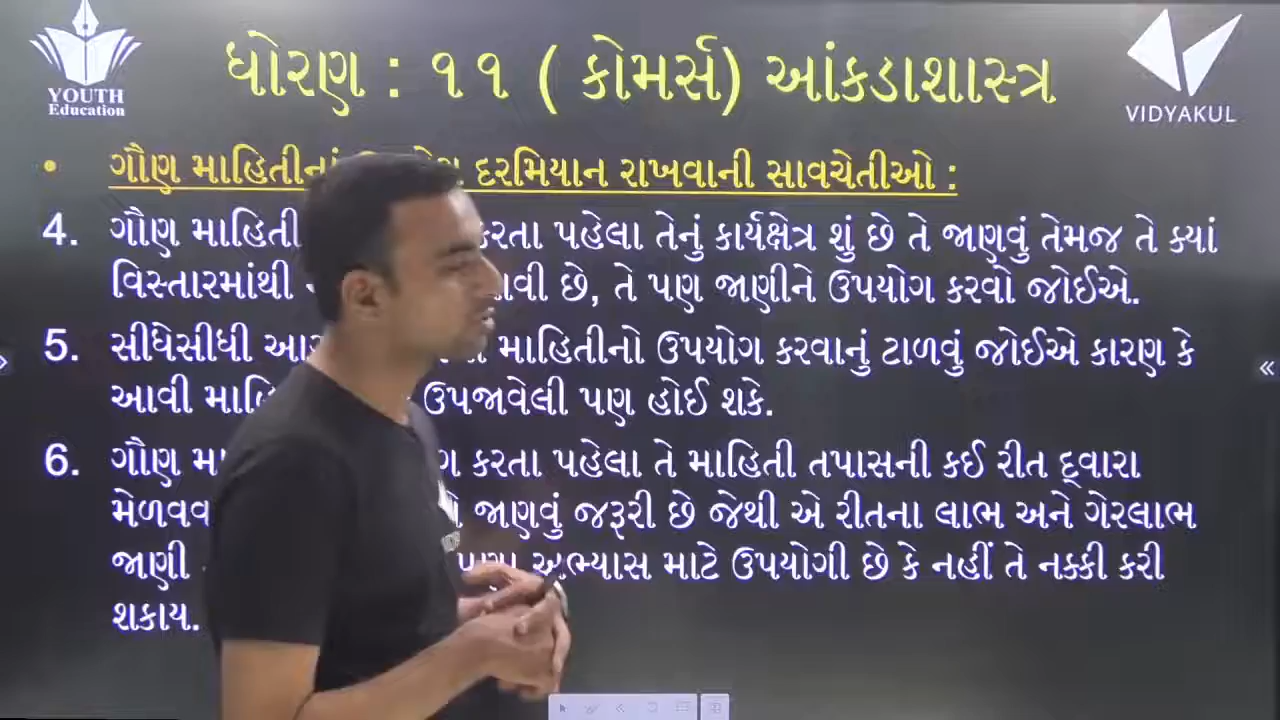 YOUTH
Education
ધોરણ : ૧૧ ( કોમર્સ) આંકડાશાસ્ત્ર
VIDYAKUL
• ગૌણ દરમિયાન રાખવાની સાવચેતીઓ :
4. ગૌણ માહિતી કરતા પહેલા તેનું કાર્યક્ષેત્ર શું છે તે જાણવું તેમજ તે ક્યાં
વિસ્તારમાંથી છે, તે પણ જાણીને ઉપયોગ કરવો જોઈએ.
5. સીધેસીધી માહિતીનો ઉપયોગ કરવાનું ટાળવું જોઈએ કારણ કે
આવી ઉપજાવેલી પણ હોઈ શકે.
6. ગૌણ કરતા પહેલા તે માહિતી તપાસની કઈ રીત દ્વારા
જાણવું જરૂરી છે જેથી એ રીતના લાભ અને ગેરલાભ
જાણી અભ્યાસ માટે ઉપયોગી છે કે નહીં તે નક્કી કરી
શકાય.